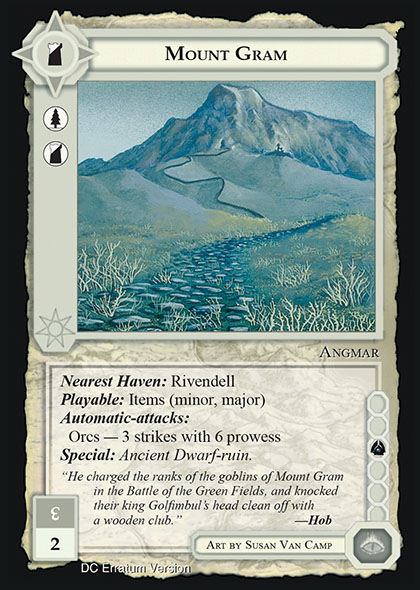 Mount Gram
Angmar
Nearest Haven: Rivendell
Playable: Items (minor, major)
Automatic-attacks:
Orcs — 3 strikes with 6 prowess
Special: Ancient Dwarf-ruin.
“He charged the ranks of the goblins of Mount Gram
in the Battle of the Green Fields, and knocked
their king Golfimbul's head clean off with
a wooden club.” —Hob
2
Art by Susan Van Camp
DC Erratum Version